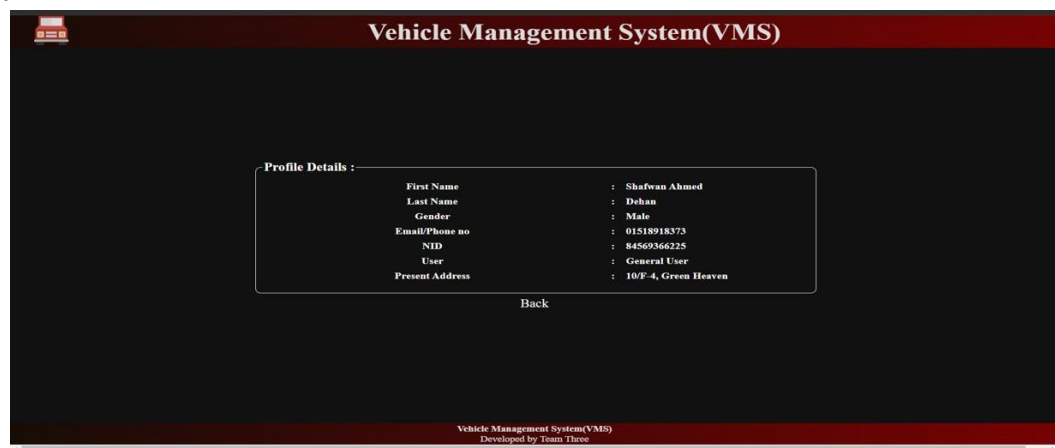 Vehicle Management System(VMS)
Profile Details :
First Name : Shafwan Ahmed
Last Name : Dehan
Gender : Male
Email/Phone no : 01518918373
NID : 84569366225
User : General User
Present Address : 10/F-4, Green Heaven
Back
Vehicle Management System(VMS)
Developed by Team Three